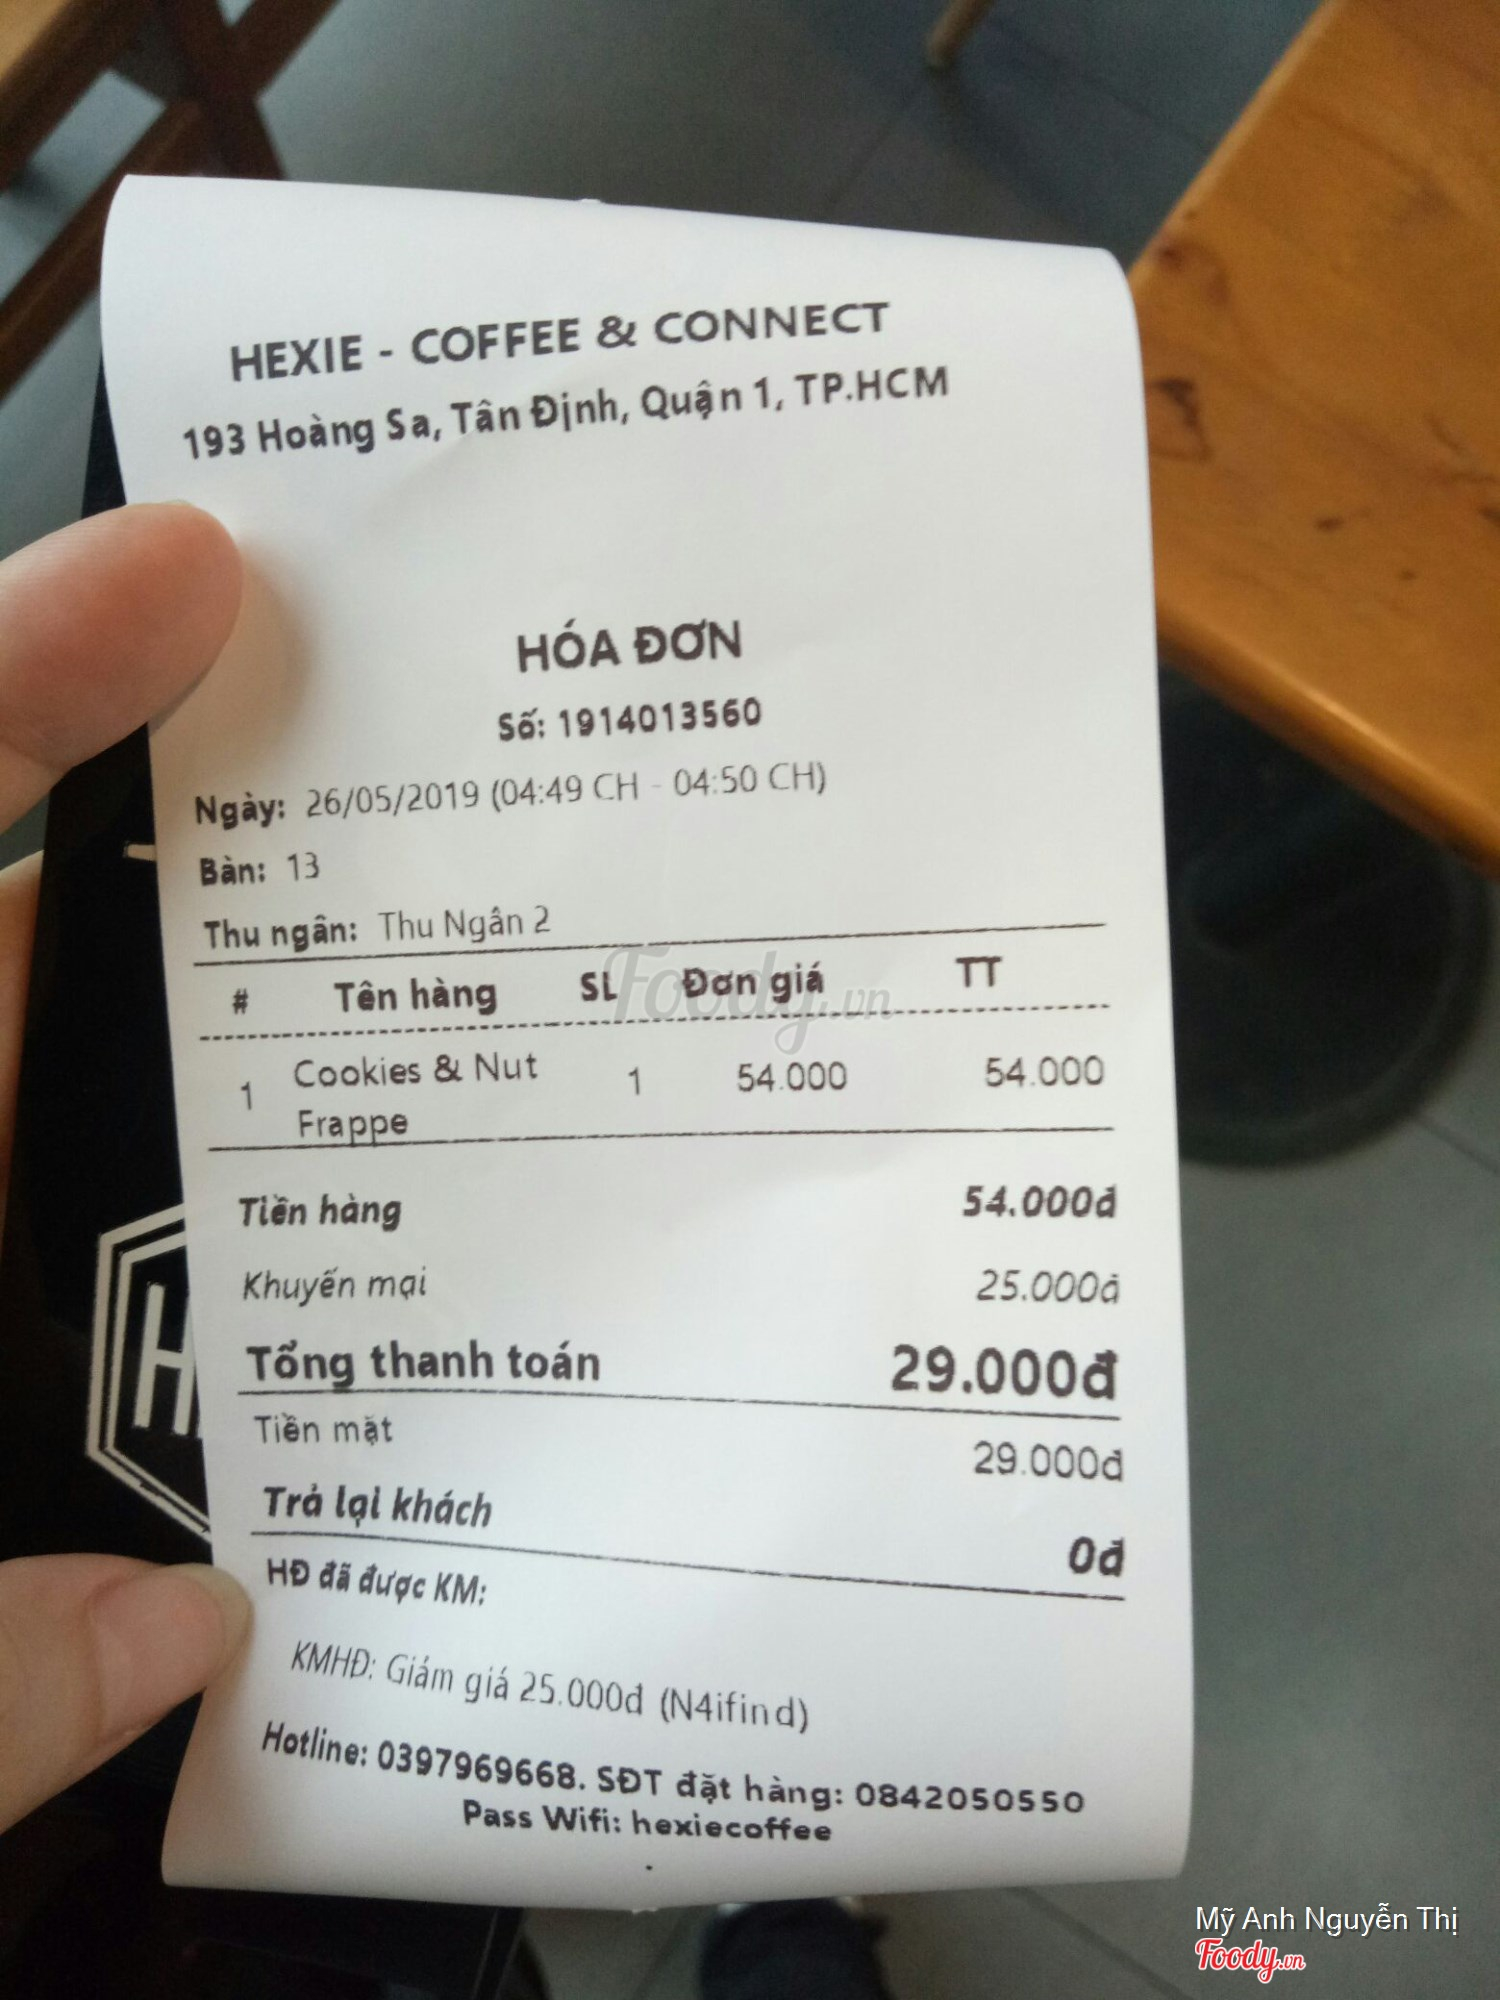 HEXIE - COFFEE & CONNECT
193 Hoàng Sa, Tân Định, Quận 1, TP.HCM
HÓA ĐƠN
Số: 1914013560
Ngày: 26/05/2019 (04:49 CH - 04:50 CH)
Bàn: 13
Thu ngân: Thu Ngân 2
# Tên hàng SL Đơn giá TT
1 Cookies & Nut Frappe 1 54.000 54.000
Tiền hàng 54.000đ
Khuyến mại 25.000đ
Tổng thanh toán 29.000đ
Tiền mặt 29.000đ
Trả lại khách 0đ
HĐ đã được KM:
KMHĐ: Giảm giá 25.000đ (N4ifind)
Hotline: 0397969668. SĐT đặt hàng: 0842050550
Pass Wifi: hexiecoffee
Foody.vn
Mỹ Anh Nguyễn Thị
Foody.vn